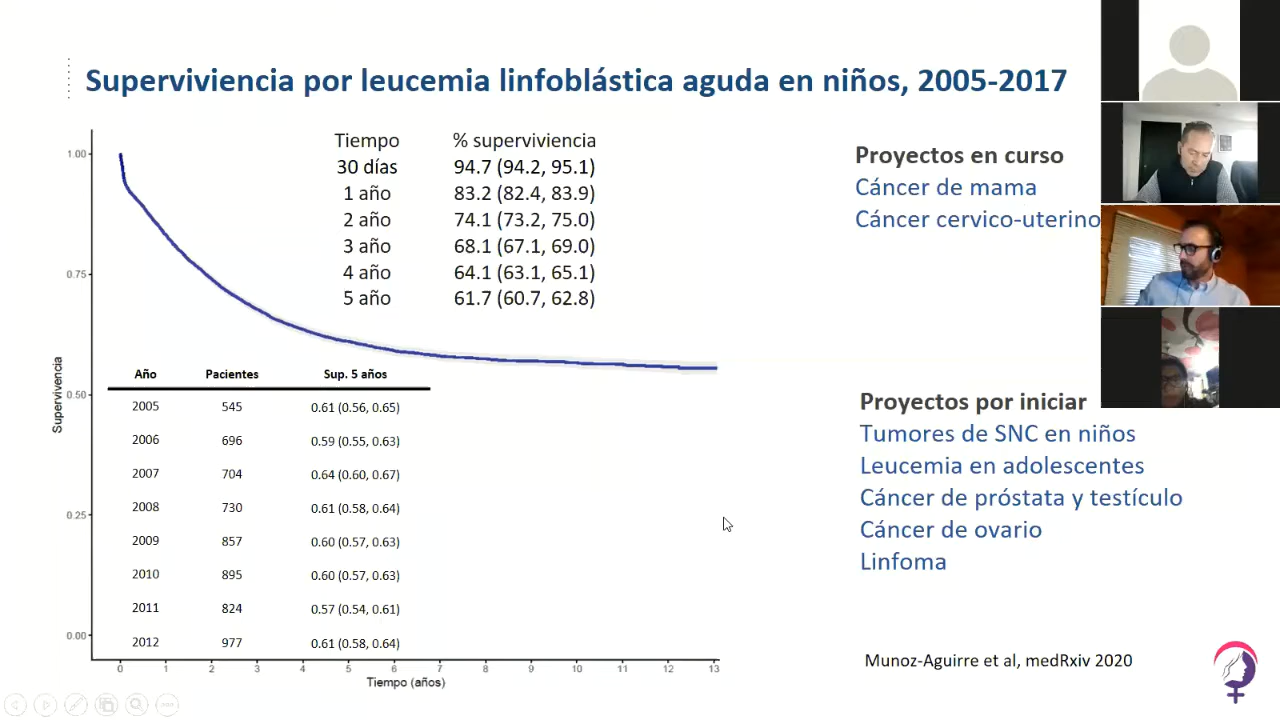 Superviviencia por leucemia linfoblástica aguda en niños, 2005-2017
Tiempo % superviviencia
30 días 94.7 (94.2, 95.1)
1 año 83.2 (82.4, 83.9)
2 año 74.1 (73.2, 75.0)
3 año 68.1 (67.1, 69.0)
4 año 64.1 (63.1, 65.1)
5 año 61.7 (60.7, 62.8)
1.00
0.75
0.50
0.25
0.00
Supervivencia
Año Pacientes Sup. 5 años
2005 545 0.61 (0.56, 0.65)
2006 696 0.59 (0.55, 0.63)
2007 704 0.64 (0.60, 0.67)
2008 730 0.61 (0.58, 0.64)
2009 857 0.60 (0.57, 0.63)
2010 895 0.60 (0.57, 0.63)
2011 824 0.57 (0.54, 0.61)
2012 977 0.61 (0.58, 0.64)
0 1 2 3 4 5 6 7 8 9 10 11 12 13
Tiempo (años)
Proyectos en curso
Cáncer de mama
Cáncer cervico-uterino
Proyectos por iniciar
Tumores de SNC en niños
Leucemia en adolescentes
Cáncer de próstata y testículo
Cáncer de ovario
Linfoma
Munoz-Aguirre et al, medRxiv 2020